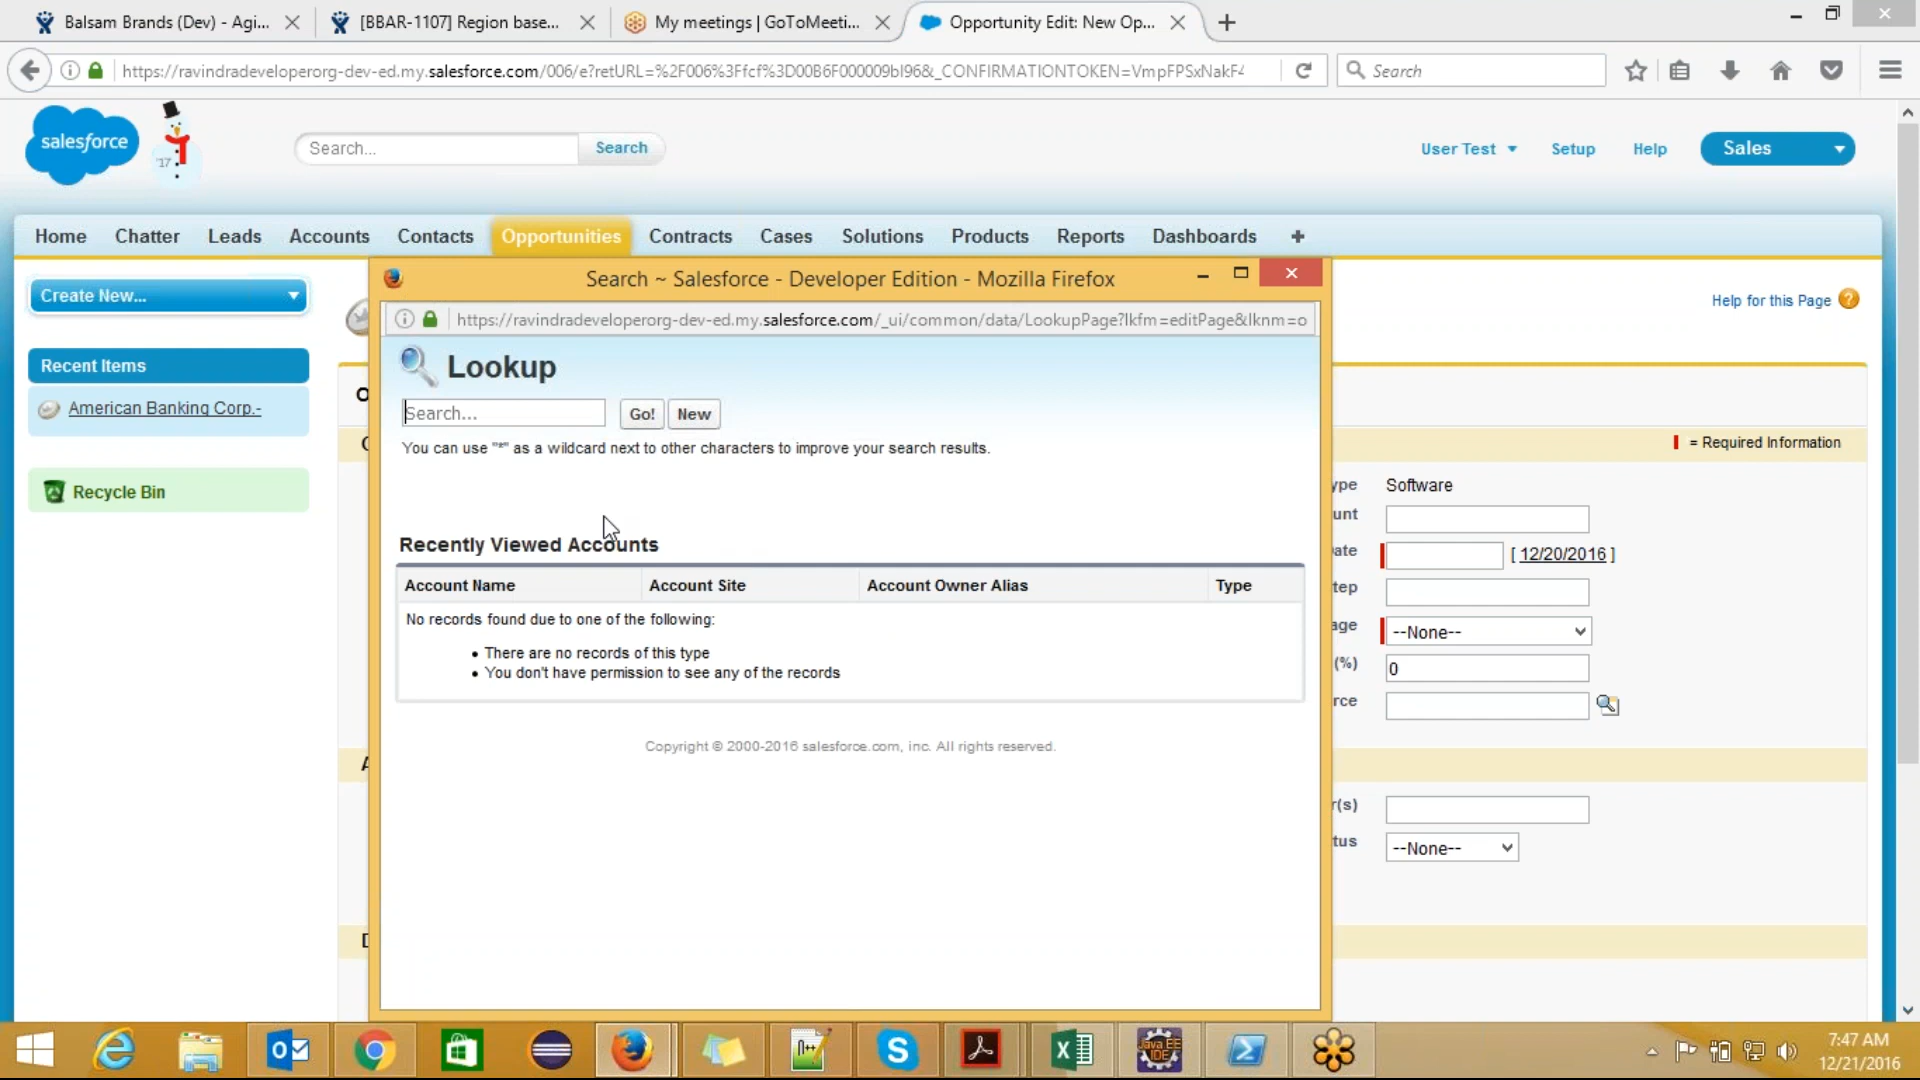 Balsam Brands (Dev) - Agi...
[BBAR-1107] Region base...
My meetings | GoToMeeti...
Opportunity Edit: New Op...
https://ravindradeveloperorg-dev-ed.my.salesforce.com/006/e?retURL=%2F006%3Ffcf%3D00B6F000009bI96&_CONFIRMATIONTOKEN=VmpFPSxNakF4
Search
salesforce
'17
Search...
Search
User Test
Setup
Help
Sales
Home
Chatter
Leads
Accounts
Contacts
Opportunities
Contracts
Cases
Solutions
Products
Reports
Dashboards
+
Create New...
Recent Items
American Banking Corp.-
Recycle Bin
Search ~ Salesforce - Developer Edition - Mozilla Firefox
https://ravindradeveloperorg-dev-ed.my.salesforce.com/_ui/common/data/LookupPage?lkfm=editPage&lknm=o
Lookup
Search...
Go!
New
You can use "*" as a wildcard next to other characters to improve your search results.
Recently Viewed Accounts
Account Name
Account Site
Account Owner Alias
Type
No records found due to one of the following:
• There are no records of this type
• You don't have permission to see any of the records
Copyright © 2000-2016 salesforce.com, inc. All rights reserved.
Help for this Page
= Required Information
ype
Software
unt
ate
[ 12/20/2016 ]
tep
age
--None--
(%)
0
rce
r(s)
tus
--None--
7:47 AM
12/21/2016